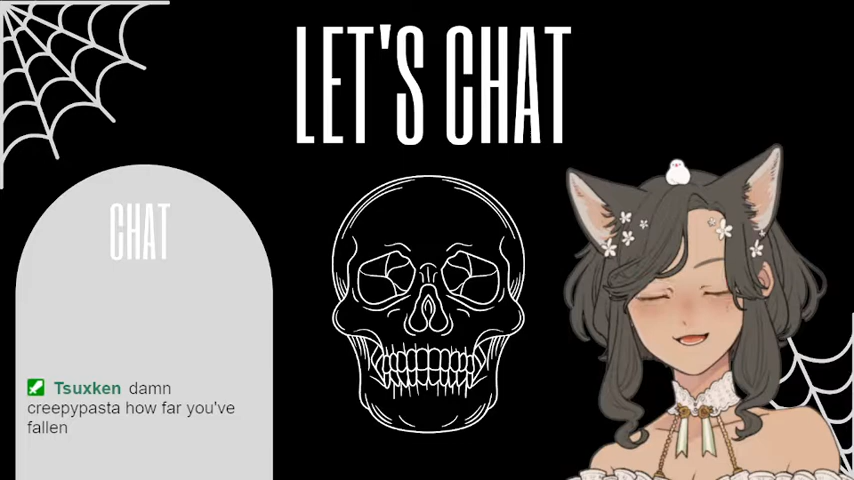 LET'S CHAT
CHAT
Tsuxken damn
creepypasta how far you've
fallen